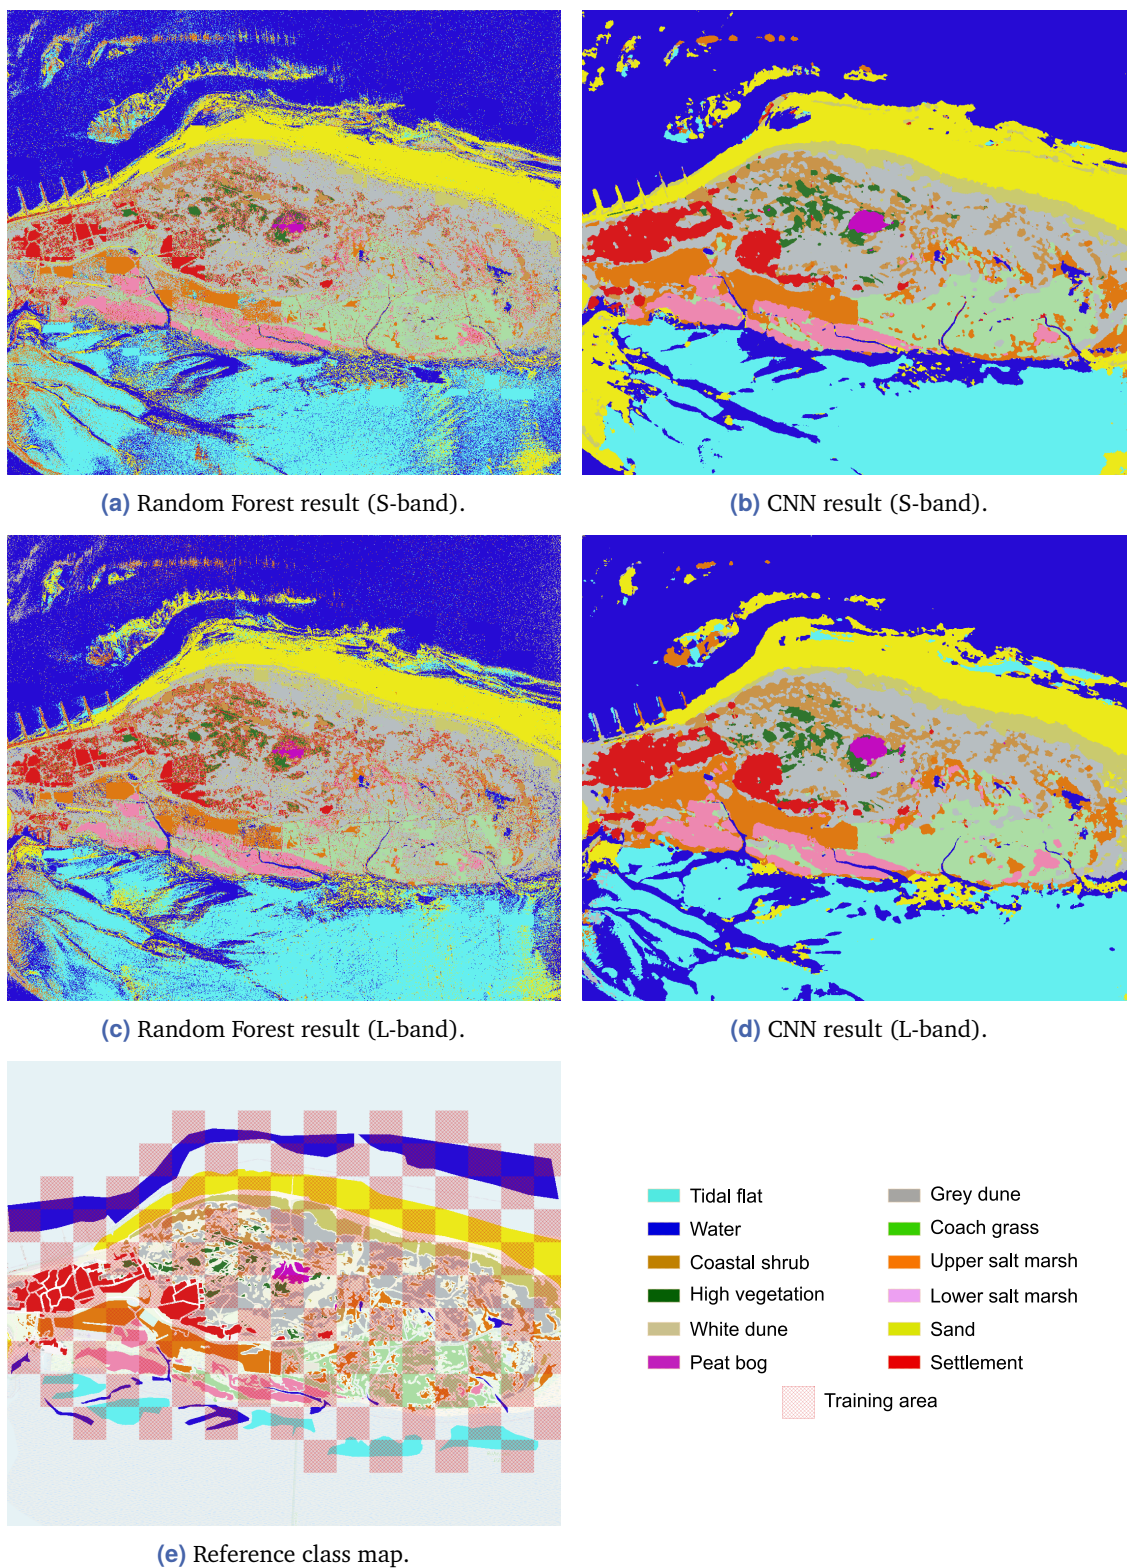 (a) Random Forest result (S-band).
(b) CNN result (S-band).
(c) Random Forest result (L-band).
(d) CNN result (L-band).
Tidal flat
Water
Coastal shrub
High vegetation
White dune
Peat bog
Grey dune
Coach grass
Upper salt marsh
Lower salt marsh
Sand
Settlement
Training area
(e) Reference class map.